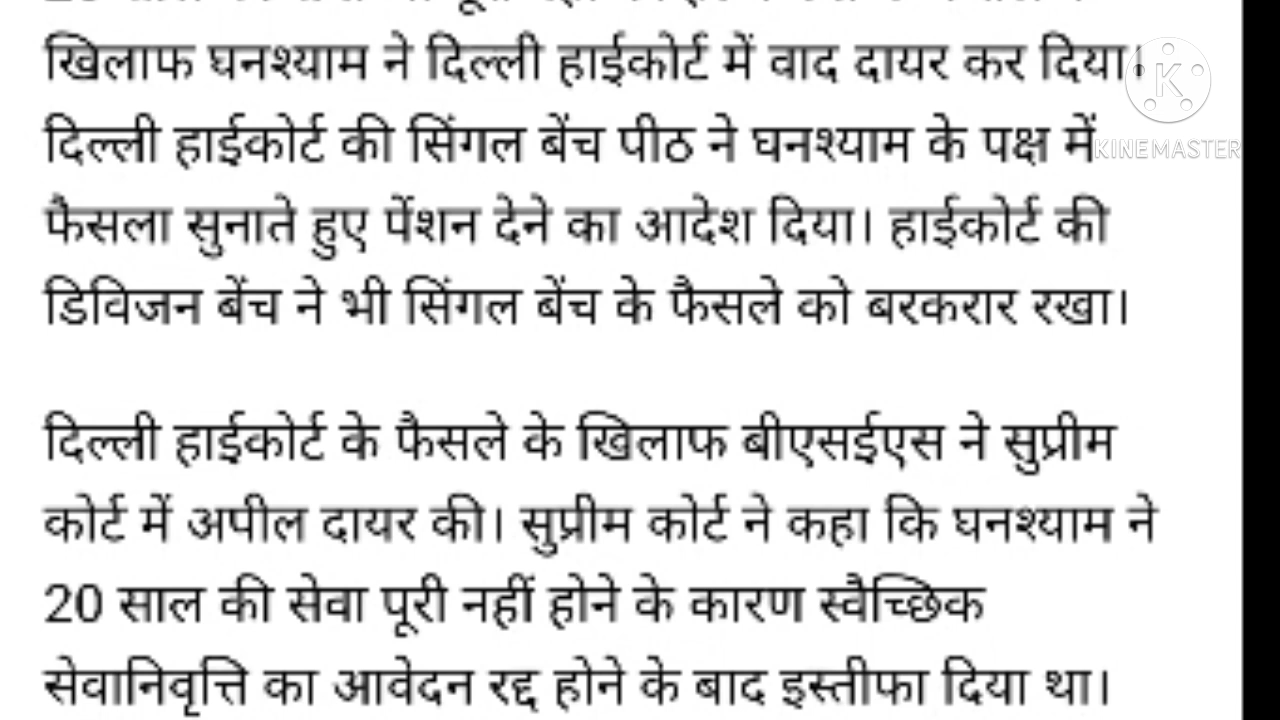 खिलाफ घनश्याम ने दिल्ली हाईकोर्ट में वाद दायर कर दिया।
K
दिल्ली हाईकोर्ट की सिंगल बेंच पीठ ने घनश्याम के पक्ष में
KINEMASTER
फैसला सुनाते हुए पेंशन देने का आदेश दिया। हाईकोर्ट की
डिविजन बेंच ने भी सिंगल बेंच के फैसले को बरकरार रखा।
दिल्ली हाईकोर्ट के फैसले के खिलाफ बीएसईएस ने सुप्रीम
कोर्ट में अपील दायर की। सुप्रीम कोर्ट ने कहा कि घनश्याम ने
20 साल की सेवा पूरी नहीं होने के कारण स्वैच्छिक
सेवानिवृत्ति का आवेदन रद्द होने के बाद इस्तीफा दिया था।